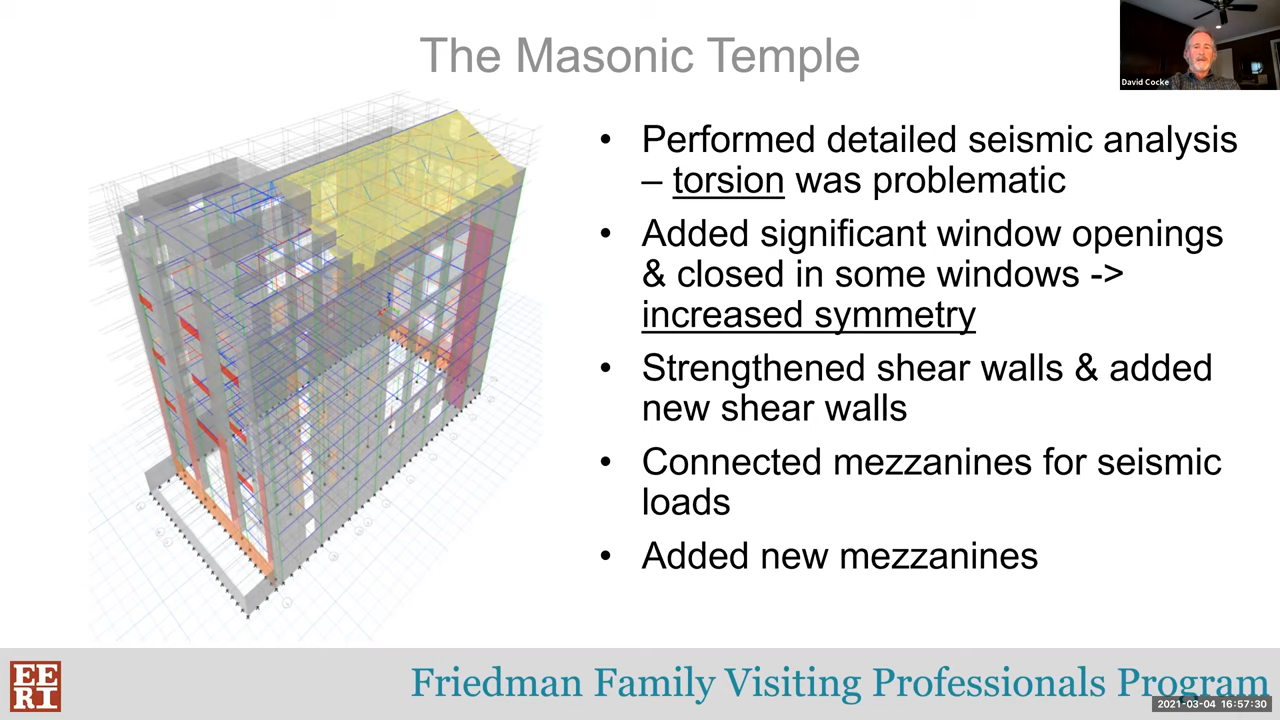 The Masonic Temple
David Cocke
• Performed detailed seismic analysis
– torsion was problematic
• Added significant window openings
& closed in some windows ->
increased symmetry
• Strengthened shear walls & added
new shear walls
• Connected mezzanines for seismic
loads
• Added new mezzanines
EE
RI
Friedman Family Visiting Professionals Program
2021-03-04 16:57:30